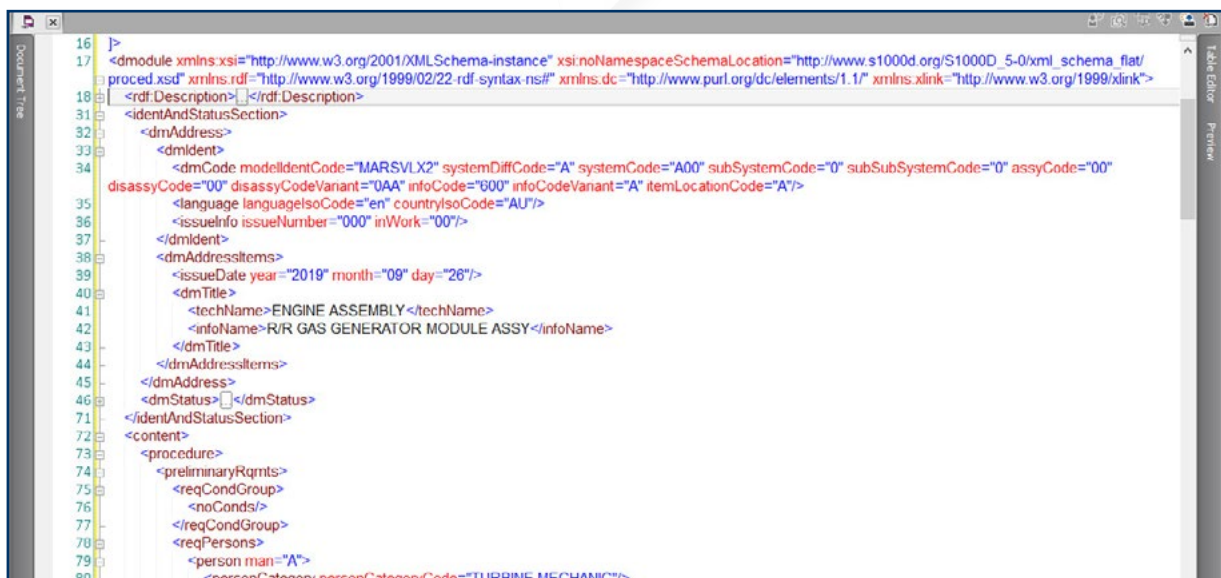 Document Tree
Table Editor
Preview
16 ]>
17 <dmodule xmlns:xsi="http://www.w3.org/2001/XMLSchema-instance" xsi:noNamespaceSchemaLocation="http://www.s1000d.org/S1000D_5-0/xml_schema_flat/
proced.xsd" xmlns:rdf="http://www.w3.org/1999/02/22-rdf-syntax-ns#" xmlns:dc="http://www.purl.org/dc/elements/1.1/" xmlns:xlink="http://www.w3.org/1999/xlink">
18 <rdf:Description>...</rdf:Description>
31 <identAndStatusSection>
32 <dmAddress>
33 <dmIdent>
34 <dmCode modelIdentCode="MARSVLX2" systemDiffCode="A" systemCode="A00" subSystemCode="0" subSubSystemCode="0" assyCode="00"
disassyCode="00" disassyCodeVariant="0AA" infoCode="600" infoCodeVariant="A" itemLocationCode="A"/>
35 <language languageIsoCode="en" countryIsoCode="AU"/>
36 <issueInfo issueNumber="000" inWork="00"/>
37 </dmIdent>
38 <dmAddressItems>
39 <issueDate year="2019" month="09" day="26"/>
40 <dmTitle>
41 <techName>ENGINE ASSEMBLY</techName>
42 <infoName>R/R GAS GENERATOR MODULE ASSY</infoName>
43 </dmTitle>
44 </dmAddressItems>
45 </dmAddress>
46 <dmStatus>...</dmStatus>
71 </identAndStatusSection>
72 <content>
73 <procedure>
74 <preliminaryRqmts>
75 <reqCondGroup>
76 <noConds/>
77 </reqCondGroup>
78 <reqPersons>
79 <person man="A">
80 <personCategory personCategoryCode="TURBINE MECHANIC"/>